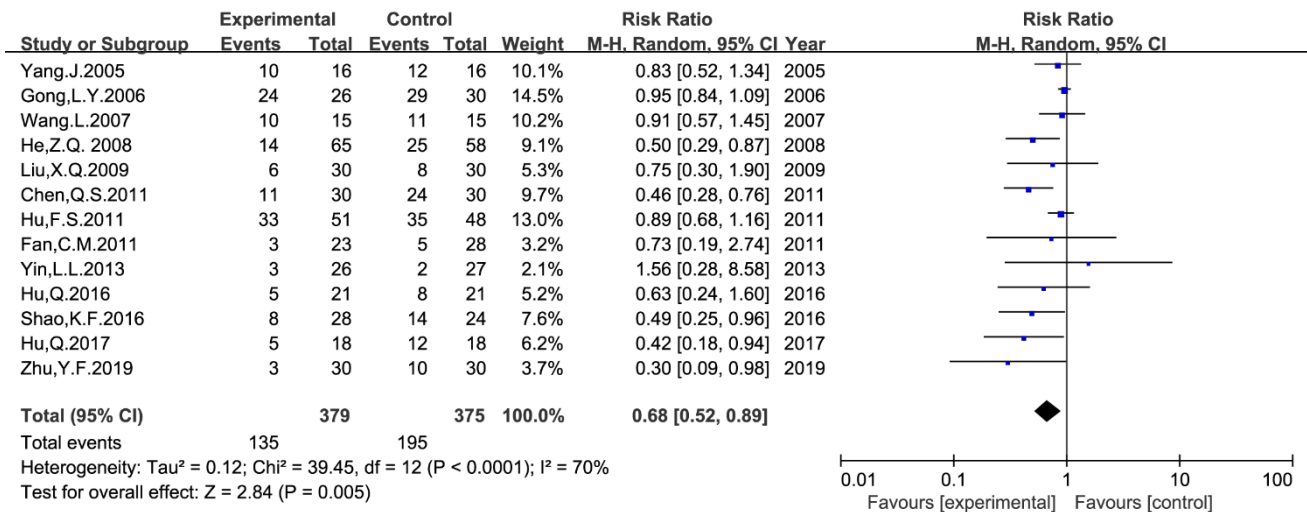 Experimental Control Risk Ratio Risk Ratio
Study or Subgroup Events Total Events Total Weight M-H, Random, 95% CI Year M-H, Random, 95% CI
Yang.J.2005 10 16 12 16 10.1% 0.83 [0.52, 1.34] 2005
Gong,L.Y.2006 24 26 29 30 14.5% 0.95 [0.84, 1.09] 2006
Wang.L.2007 10 15 11 15 10.2% 0.91 [0.57, 1.45] 2007
He,Z.Q. 2008 14 65 25 58 9.1% 0.50 [0.29, 0.87] 2008
Liu,X.Q.2009 6 30 8 30 5.3% 0.75 [0.30, 1.90] 2009
Chen,Q.S.2011 11 30 24 30 9.7% 0.46 [0.28, 0.76] 2011
Hu,F.S.2011 33 51 35 48 13.0% 0.89 [0.68, 1.16] 2011
Fan,C.M.2011 3 23 5 28 3.2% 0.73 [0.19, 2.74] 2011
Yin,L.L.2013 3 26 2 27 2.1% 1.56 [0.28, 8.58] 2013
Hu,Q.2016 5 21 8 21 5.2% 0.63 [0.24, 1.60] 2016
Shao,K.F.2016 8 28 14 24 7.6% 0.49 [0.25, 0.96] 2016
Hu,Q.2017 5 18 12 18 6.2% 0.42 [0.18, 0.94] 2017
Zhu,Y.F.2019 3 30 10 30 3.7% 0.30 [0.09, 0.98] 2019
Total (95% CI) 379 375 100.0% 0.68 [0.52, 0.89]
Total events 135 195
Heterogeneity: Tau² = 0.12; Chi² = 39.45, df = 12 (P < 0.0001); I² = 70%
Test for overall effect: Z = 2.84 (P = 0.005)
0.01 0.1 1 10 100
Favours [experimental] Favours [control]